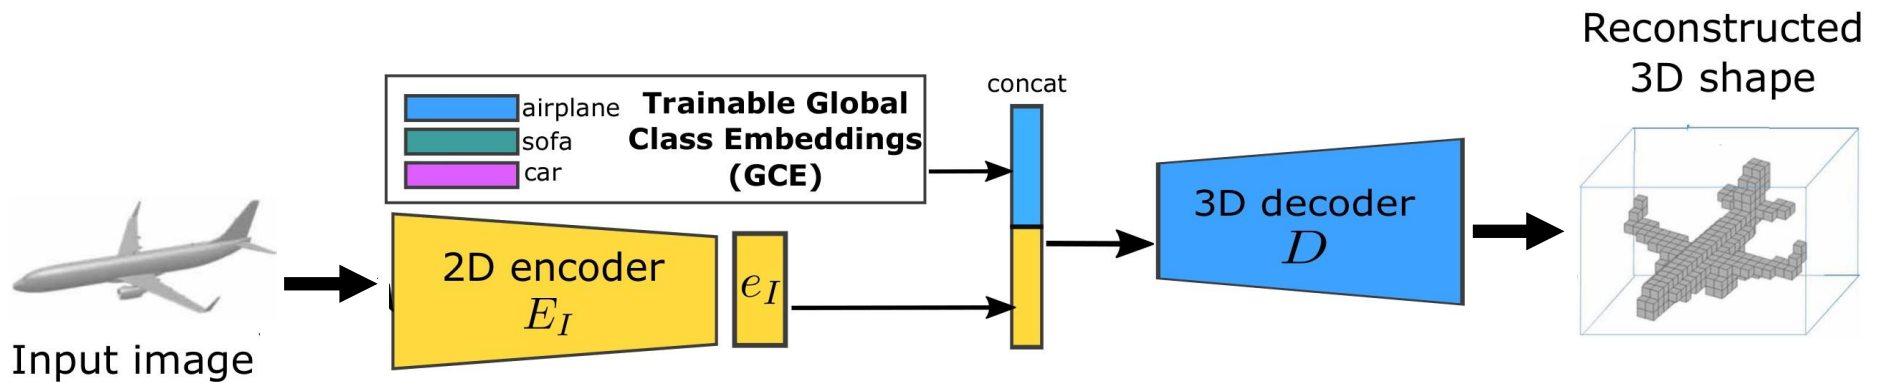 Input image
airplane
sofa
car
Trainable Global
Class Embeddings
(GCE)
2D encoder
E_I
e_I
concat
3D decoder
D
Reconstructed
3D shape